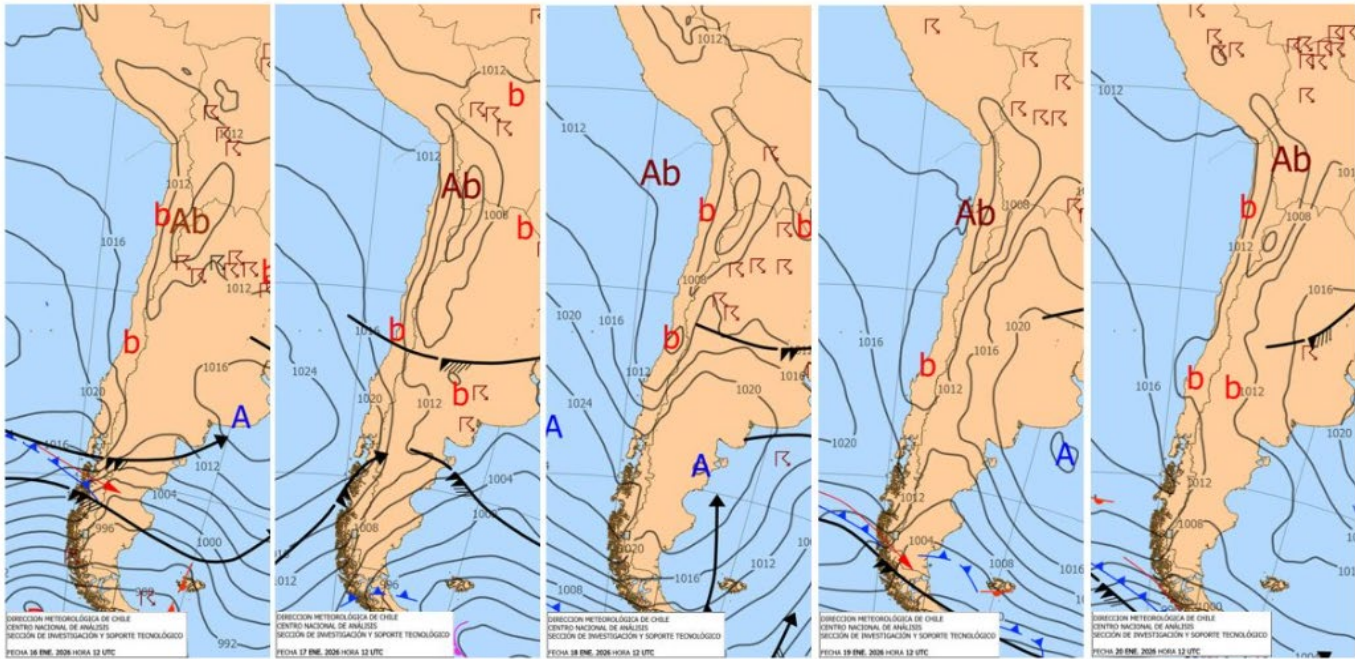 1012
b
Ab
1012
1016
b
1012
b
1016
1020
A
1016
1012
1004
996
1000
992
DIRECCION METEOROLÓGICA DE CHILE
CENTRO NACIONAL DE ANÁLISIS
SECCIÓN DE INVESTIGACIÓN Y SOPORTE TECNOLÓGICO
FECHA 16 ENE. 2026 HORA 12 UTC
1012
b
1012
Ab
1008
b
1016
b
1024
1020
1012
b
1004
1008
1012
996
DIRECCION METEOROLÓGICA DE CHILE
CENTRO NACIONAL DE ANÁLISIS
SECCIÓN DE INVESTIGACIÓN Y SOPORTE TECNOLÓGICO
FECHA 17 ENE. 2026 HORA 12 UTC
1012
1012
Ab
b
b
1008
1020
1016
b
1012
1016
1024
1020
A
A
1020
1016
1008
1012
DIRECCION METEOROLÓGICA DE CHILE
CENTRO NACIONAL DE ANÁLISIS
SECCIÓN DE INVESTIGACIÓN Y SOPORTE TECNOLÓGICO
FECHA 18 ENE. 2026 HORA 12 UTC
1012
Ab
1008
1020
1016
1016
b
1012
1020
A
1012
1004
1008
1016
DIRECCION METEOROLÓGICA DE CHILE
CENTRO NACIONAL DE ANÁLISIS
SECCIÓN DE INVESTIGACIÓN Y SOPORTE TECNOLÓGICO
FECHA 19 ENE. 2026 HORA 12 UTC
1012
Ab
b
1008
1012
1016
1016
b
b
1012
1020
1012
1008
1000
1004
DIRECCION METEOROLÓGICA DE CHILE
CENTRO NACIONAL DE ANÁLISIS
SECCIÓN DE INVESTIGACIÓN Y SOPORTE TECNOLÓGICO
FECHA 20 ENE. 2026 HORA 12 UTC